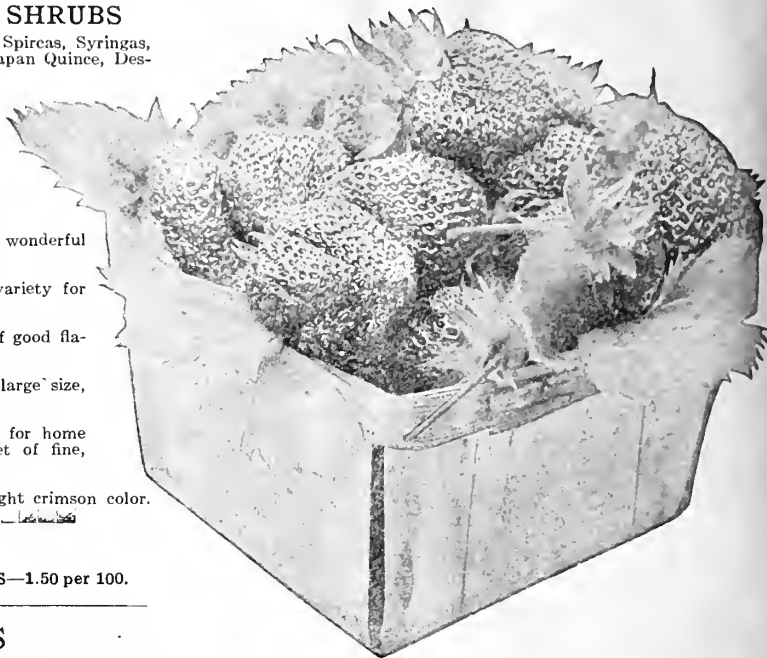 SHRUBS
Spireas, Syringas,
apan Quince, Des-
wonderful
variety for
f good fla-
large size,
for home
et of fine,
ght crimson color.
S—1.50 per 100.
S